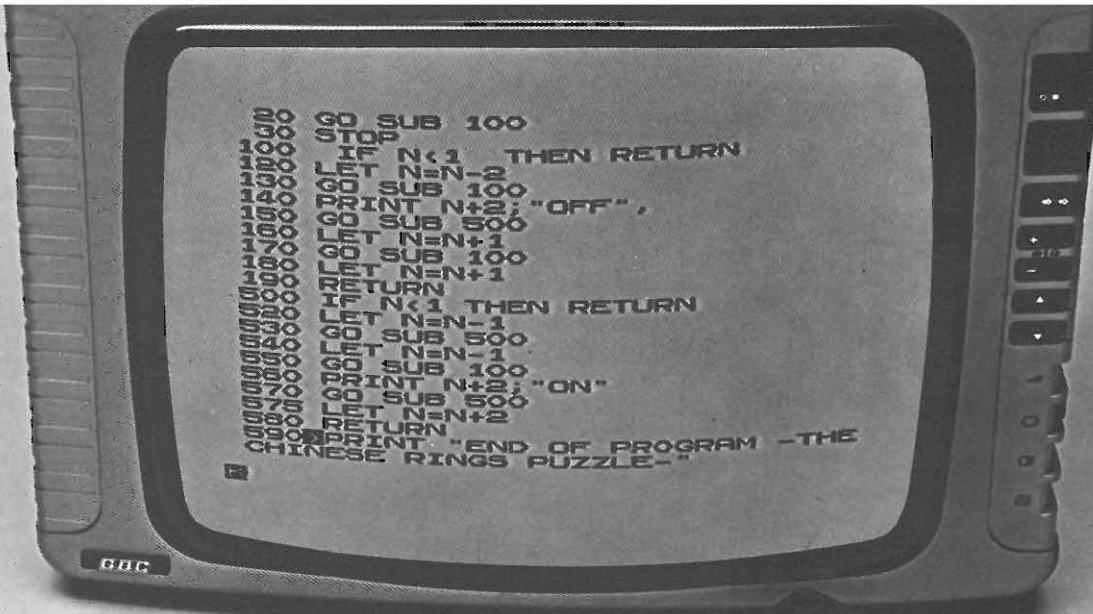 20 GO SUB 100
30 STOP
100 IF N<1 THEN RETURN
120 LET N=N-2
130 GO SUB 100
140 PRINT N+2;"OFF",
150 GO SUB 500
160 LET N=N+1
170 GO SUB 100
180 LET N=N+1
190 RETURN
500 IF N<1 THEN RETURN
520 LET N=N-1
530 GO SUB 500
540 LET N=N-1
550 GO SUB 100
560 PRINT N+2;"ON"
570 GO SUB 500
575 LET N=N+2
580 RETURN
590>PRINT "END OF PROGRAM -THE
CHINESE RINGS PUZZLE-"
K
GBC